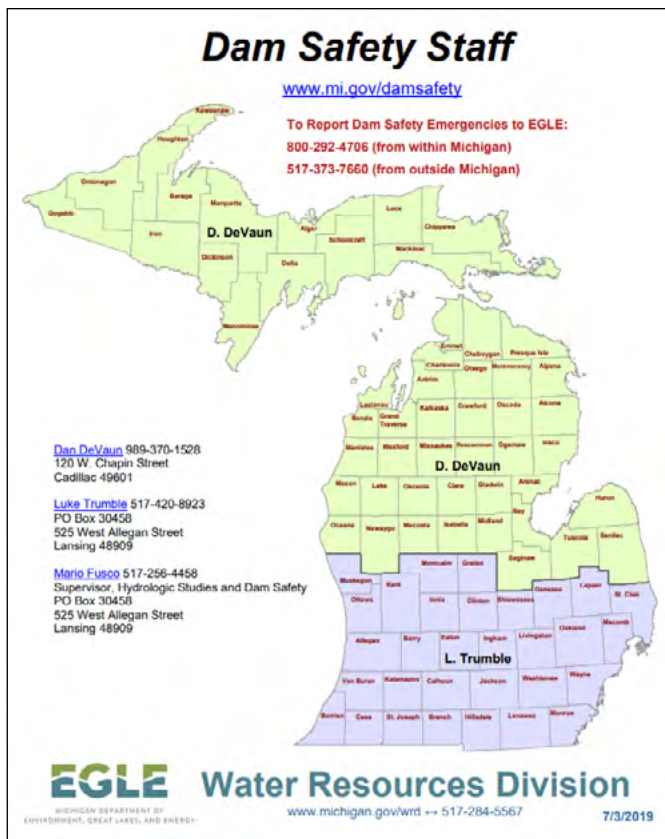 Dam Safety Staff
www.mi.gov/damsafety
To Report Dam Safety Emergencies to EGLE:
800-292-4706 (from within Michigan)
517-373-7660 (from outside Michigan)
Keweenaw
Houghton
Ontonagon
Baraga
Gogebic
Marquette
Luce
Alger
Chippewa
D. DeVaun
Iron
Schoolcraft
Mackinac
Dickinson
Delta
Menominee
Emmet
Cheboygan
Presque Isle
Charlevoix
Otsego
Montmorency
Alpena
Antrim
Leelanau
Kalkaska
Crawford
Oscoda
Alcona
Benzie
Grand
Traverse
Manistee
Wexford
Missaukee
Roscommon
Ogemaw
Iosco
D. DeVaun
Mason
Lake
Osceola
Clare
Gladwin
Arenac
Huron
Bay
Oceana
Newaygo
Mecosta
Isabella
Midland
Tuscola
Sanilac
Saginaw
Dan DeVaun 989-370-1528
120 W. Chapin Street
Cadillac 49601
Luke Trumble 517-420-8923
PO Box 30458
525 West Allegan Street
Lansing 48909
Mario Fusco 517-256-4458
Supervisor, Hydrologic Studies and Dam Safety
PO Box 30458
525 West Allegan Street
Lansing 48909
Montcalm
Gratiot
Muskegon
Kent
Genesee
Lapeer
St. Clair
Ottawa
Ionia
Clinton
Shiawassee
Macomb
Oakland
Allegan
Barry
Eaton
Ingham
Livingston
L. Trumble
Van Buren
Kalamazoo
Calhoun
Jackson
Washtenaw
Wayne
Berrien
Cass
St. Joseph
Branch
Hillsdale
Lenawee
Monroe
EGLE
MICHIGAN DEPARTMENT OF
ENVIRONMENT, GREAT LAKES, AND ENERGY
Water Resources Division
www.michigan.gov/wrd ↔ 517-284-5567
7/3/2019